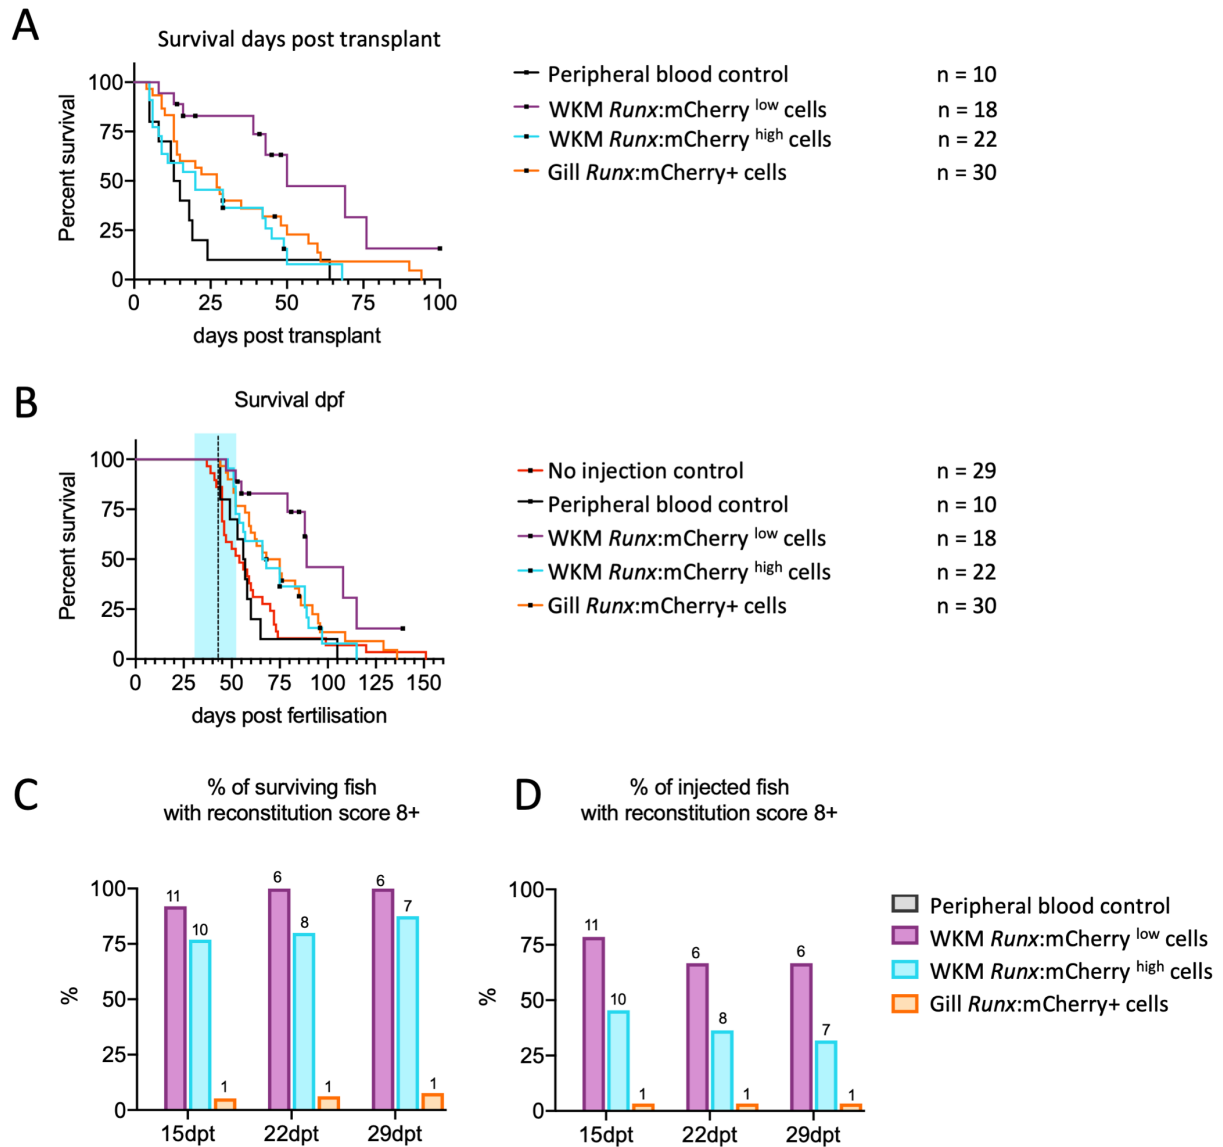 A
Survival days post transplant
Percent survival
100
75
50
25
0
0 25 50 75 100
days post transplant
Peripheral blood control n = 10
WKM Runx:mCherry low cells n = 18
WKM Runx:mCherry high cells n = 22
Gill Runx:mCherry+ cells n = 30
B
Survival dpf
Percent survival
100
75
50
25
0
0 25 50 75 100 125 150
days post fertilisation
No injection control n = 29
Peripheral blood control n = 10
WKM Runx:mCherry low cells n = 18
WKM Runx:mCherry high cells n = 22
Gill Runx:mCherry+ cells n = 30
C
% of surviving fish
with reconstitution score 8+
%
100
75
50
25
0
11 10 1 6 8 1 6 7 1
15dpt 22dpt 29dpt
D
% of injected fish
with reconstitution score 8+
%
100
75
50
25
0
11 10 1 6 8 1 6 7 1
15dpt 22dpt 29dpt
Peripheral blood control
WKM Runx:mCherry low cells
WKM Runx:mCherry high cells
Gill Runx:mCherry+ cells